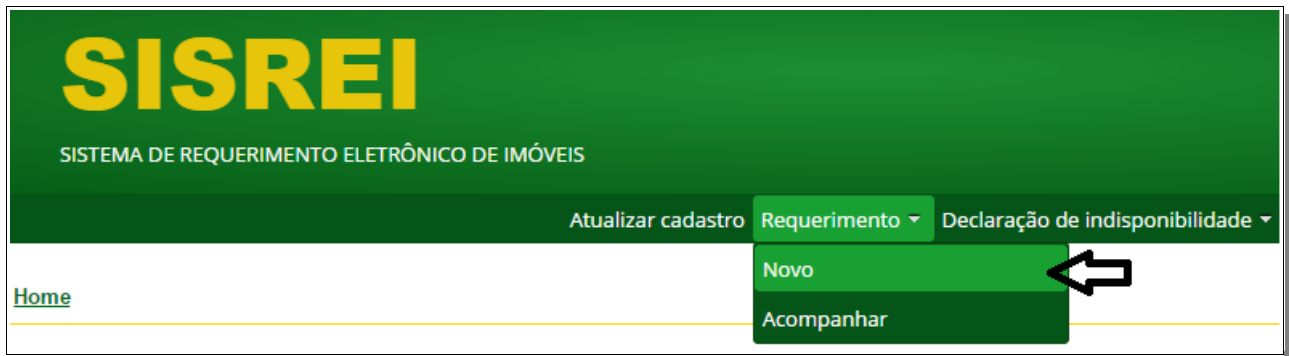 SISREI
SISTEMA DE REQUERIMENTO ELETRÔNICO DE IMÓVEIS
Atualizar cadastro Requerimento Declaração de indisponibilidade
Novo
Home
Acompanhar